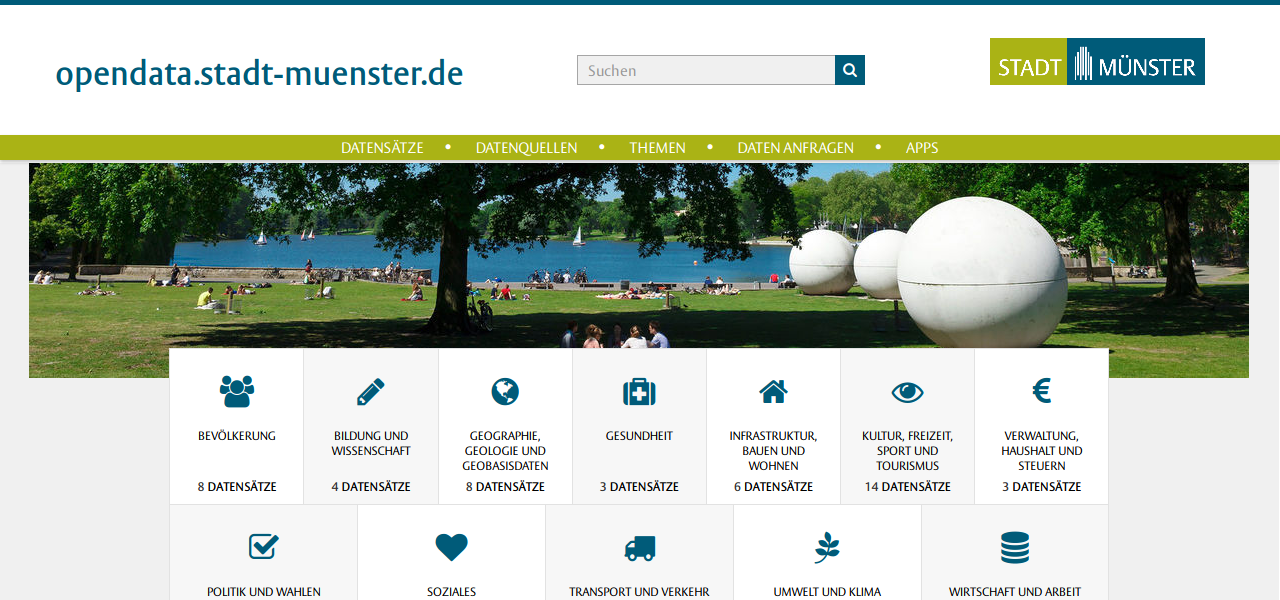 opendata.stadt-muenster.de
Suchen
STADT MÜNSTER
DATENSÄTZE • DATENQUELLEN • THEMEN • DATEN ANFRAGEN • APPS
BEVÖLKERUNG
8 DATENSÄTZE
BILDUNG UND
WISSENSCHAFT
4 DATENSÄTZE
GEOGRAPHIE,
GEOLOGIE UND
GEOBASISDATEN
8 DATENSÄTZE
GESUNDHEIT
3 DATENSÄTZE
INFRASTRUKTUR,
BAUEN UND
WOHNEN
6 DATENSÄTZE
KULTUR, FREIZEIT,
SPORT UND
TOURISMUS
14 DATENSÄTZE
VERWALTUNG,
HAUSHALT UND
STEUERN
3 DATENSÄTZE
POLITIK UND WAHLEN
SOZIALES
TRANSPORT UND VERKEHR
UMWELT UND KLIMA
WIRTSCHAFT UND ARBEIT